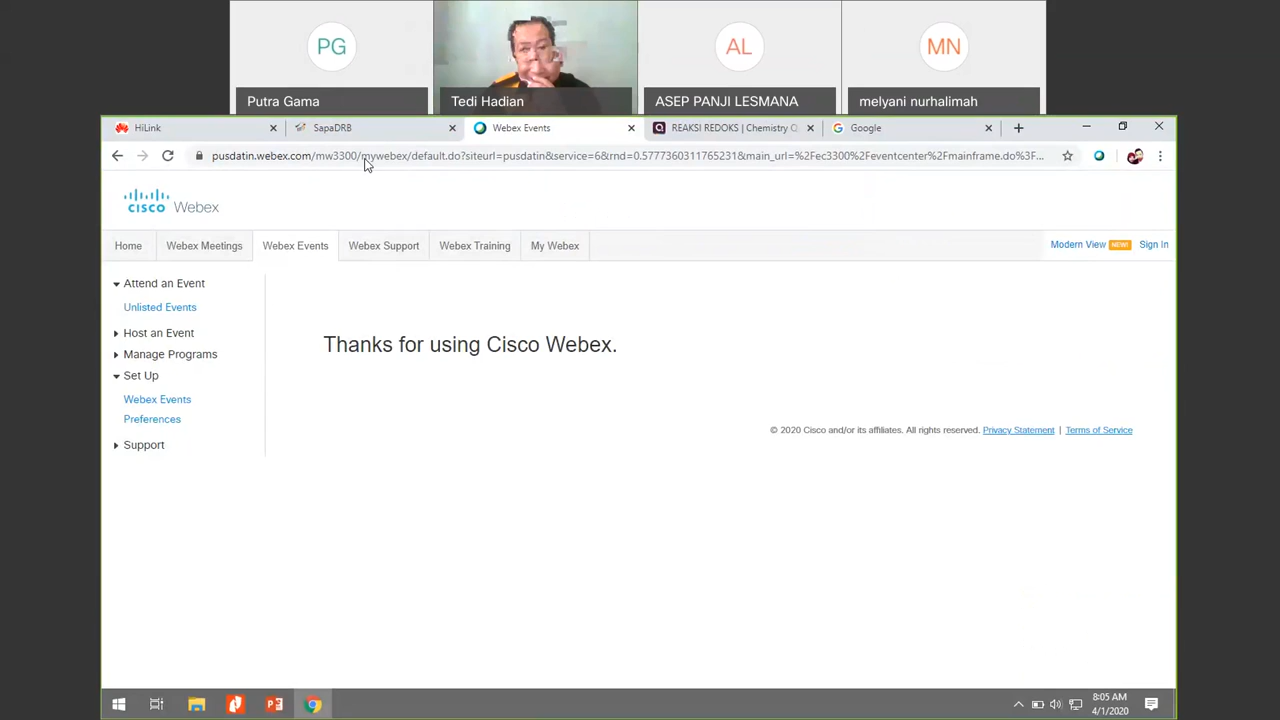 PG
AL
MN
Putra Gama
Tedi Hadian
ASEP PANJI LESMANA
melyani nurhalimah
HiLink
SapaDRB
Webex Events
REAKSI REDOKS | Chemistry Q
Google
pusdatin.webex.com/mw3300/mywebex/default.do?siteurl=pusdatin&service=6&rnd=0.5777360311765231&main_url=%2Fec3300%2Feventcenter%2Fmainframe.do%3F...
CISCO Webex
Home
Webex Meetings
Webex Events
Webex Support
Webex Training
My Webex
Modern View NEW!
Sign In
Attend an Event
Unlisted Events
Host an Event
Manage Programs
Set Up
Webex Events
Preferences
Support
Thanks for using Cisco Webex.
© 2020 Cisco and/or its affiliates. All rights reserved. Privacy Statement | Terms of Service
8:05 AM
4/1/2020